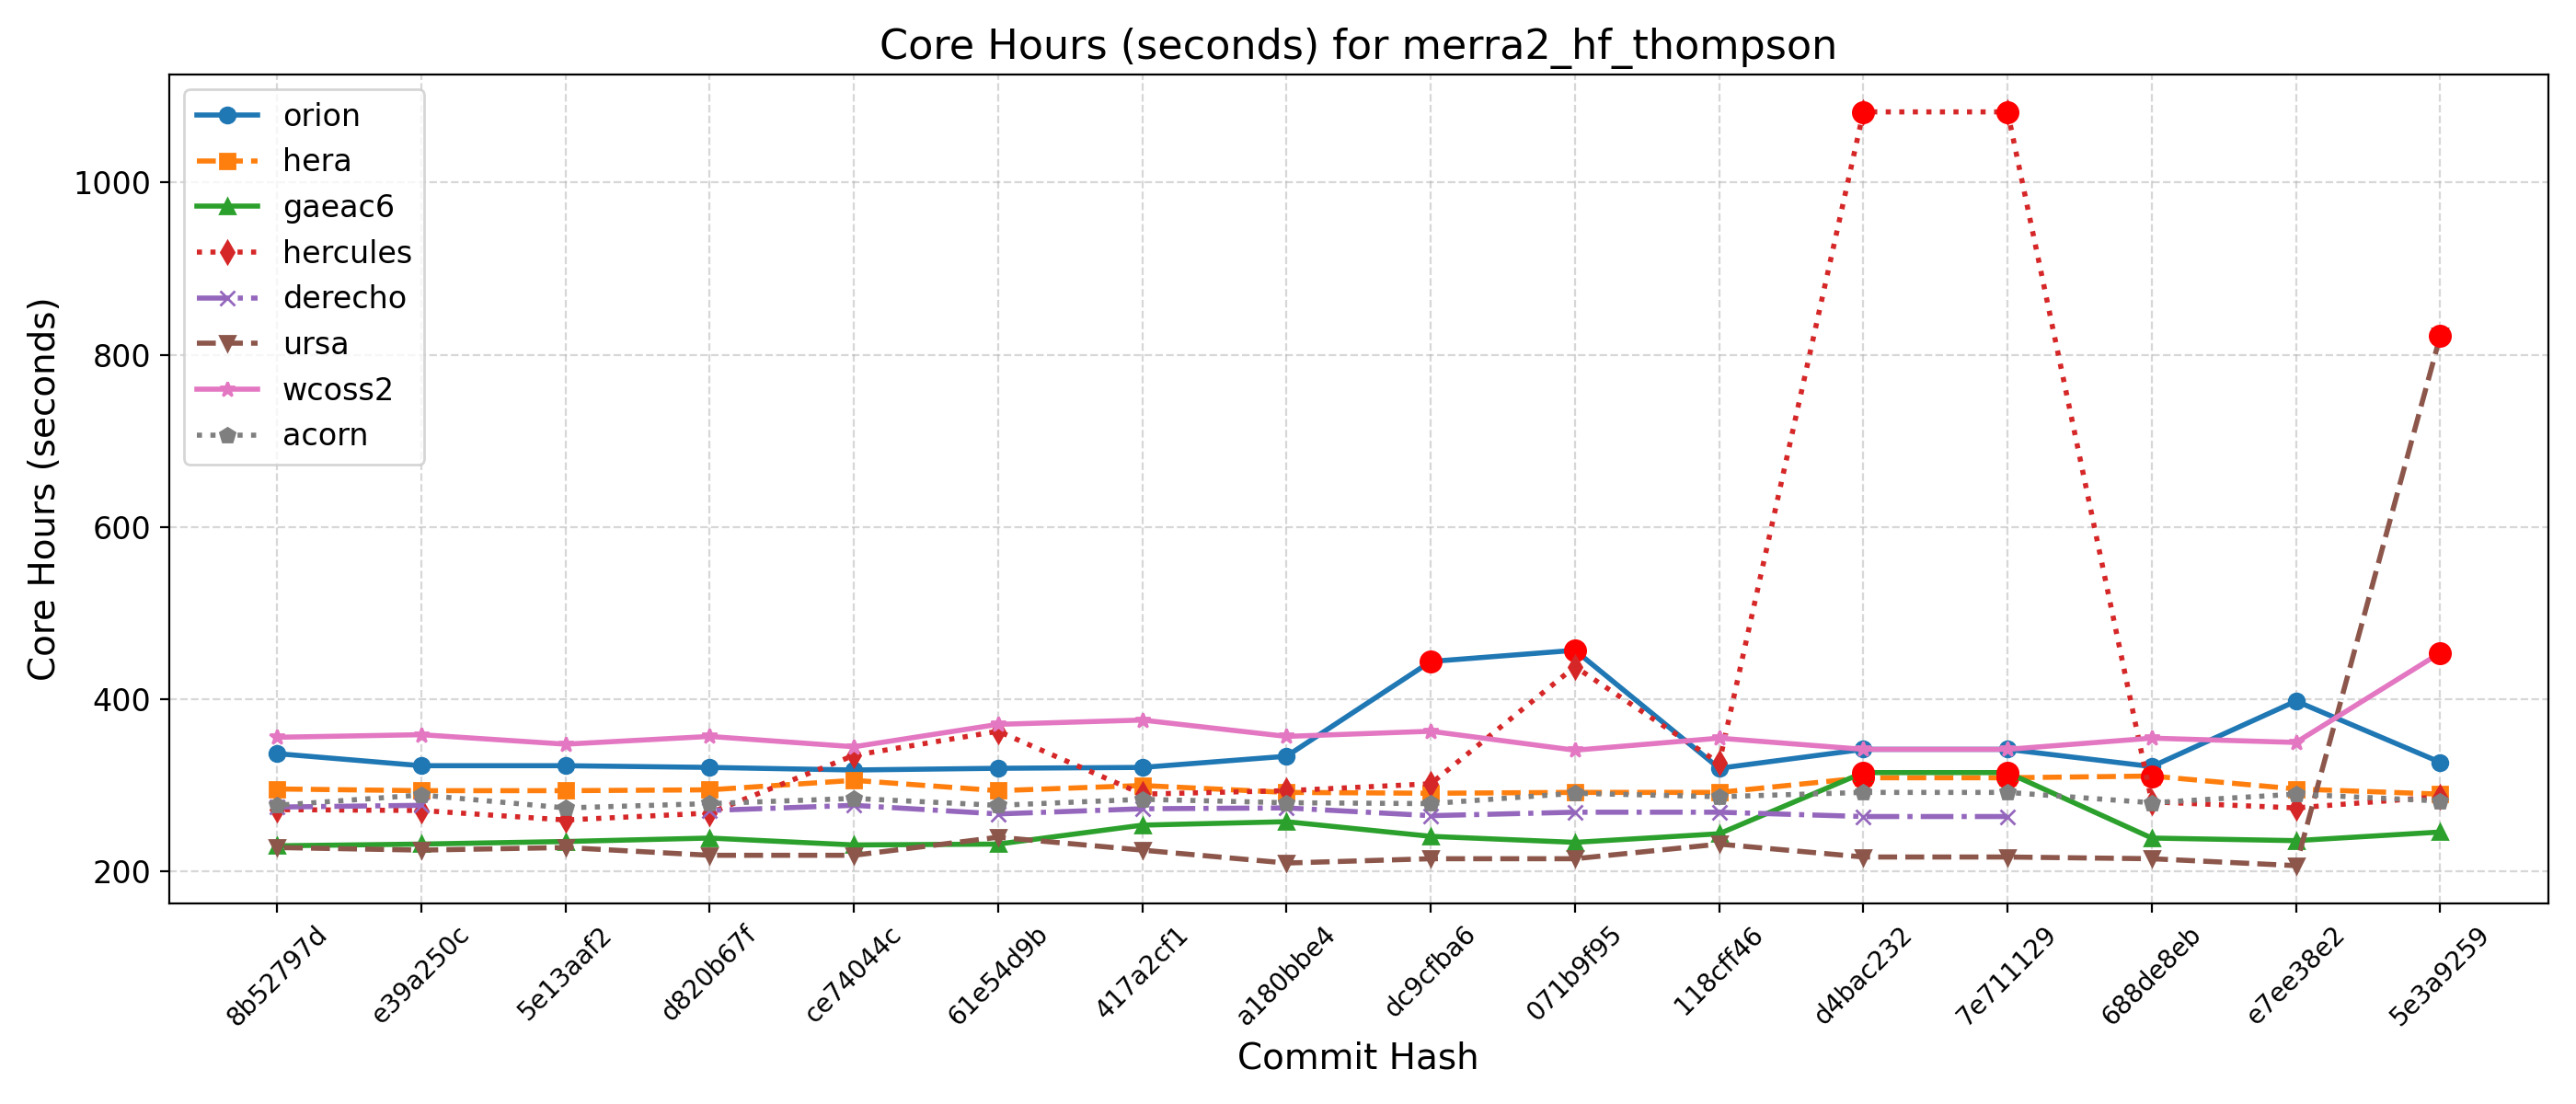 Core Hours (seconds) for merra2_hf_thompson
orion
hera
gaeac6
hercules
derecho
ursa
wcoss2
acorn
Core Hours (seconds)
1000
800
600
400
200
8b52797d
e39a250c
5e13aaf2
d820b67f
ce74044c
61e54d9b
417a2cf1
a180bbe4
dc9cfba6
071b9f95
118cff46
d4bac232
7e711129
688de8eb
e7ee38e2
5e3a9259
Commit Hash